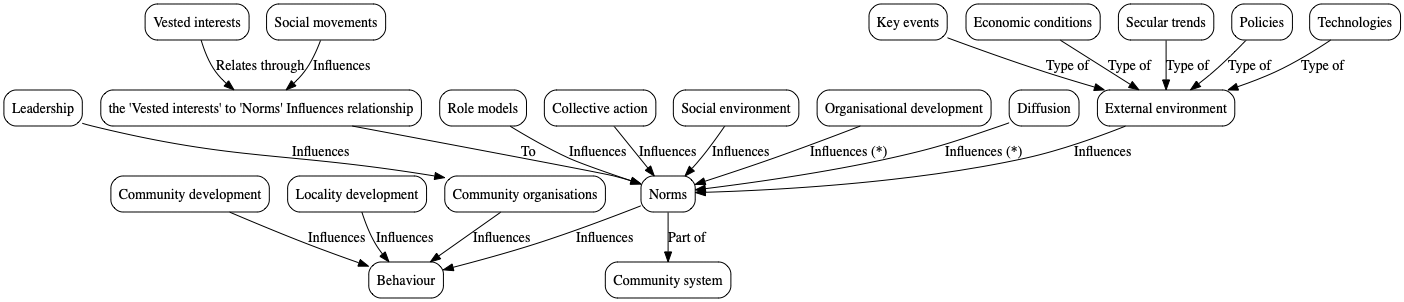 Vested interests
Social movements
Key events
Economic conditions
Secular trends
Policies
Technologies
Relates through
Influences
Type of
Type of
Type of
Type of
Type of
Leadership
the 'Vested interests' to 'Norms' Influences relationship
Role models
Collective action
Social environment
Organisational development
Diffusion
External environment
Influences
To
Influences
Influences
Influences
Influences (*)
Influences (*)
Influences
Community development
Locality development
Community organisations
Norms
Influences
Influences
Influences
Influences
Part of
Behaviour
Community system